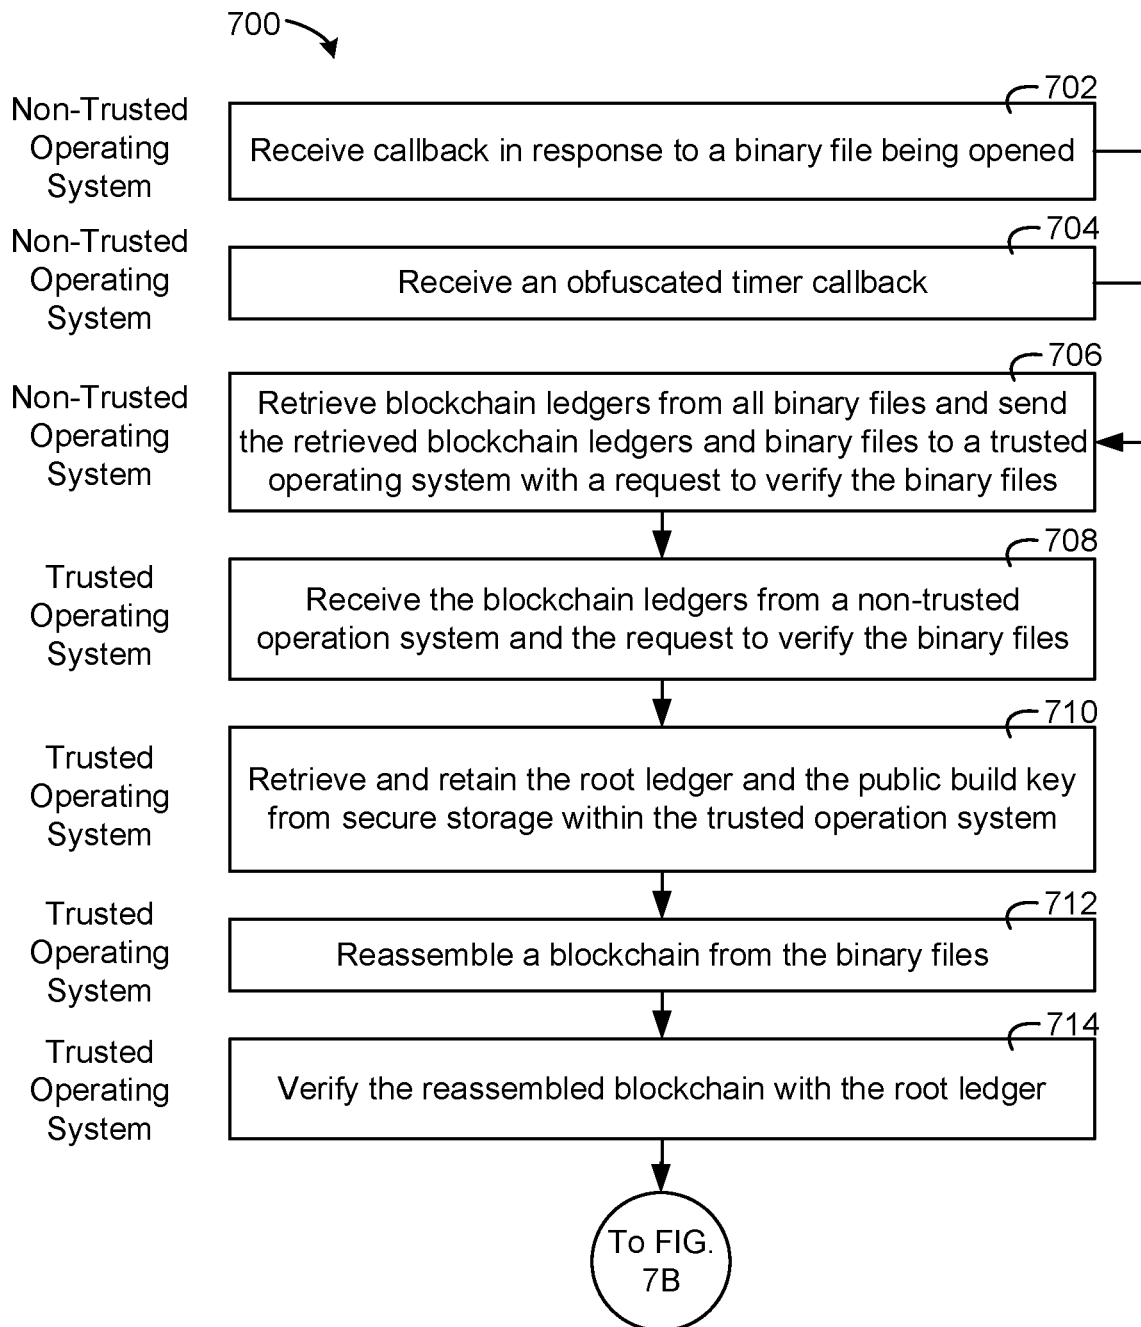 700
702
Non-Trusted
Operating
System
Receive callback in response to a binary file being opened
704
Non-Trusted
Operating
System
Receive an obfuscated timer callback
706
Non-Trusted
Operating
System
Retrieve blockchain ledgers from all binary files and send
the retrieved blockchain ledgers and binary files to a trusted
operating system with a request to verify the binary files
708
Trusted
Operating
System
Receive the blockchain ledgers from a non-trusted
operation system and the request to verify the binary files
710
Trusted
Operating
System
Retrieve and retain the root ledger and the public build key
from secure storage within the trusted operation system
712
Trusted
Operating
System
Reassemble a blockchain from the binary files
714
Trusted
Operating
System
Verify the reassembled blockchain with the root ledger
To FIG.
7B